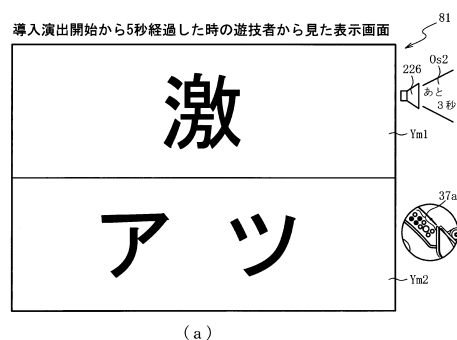 導入演出開始から5秒経過した時の遊技者から見た表示画面
81
激
226
Os2
あと
3秒
Ym1
37a
ア ツ
Ym2
(a)